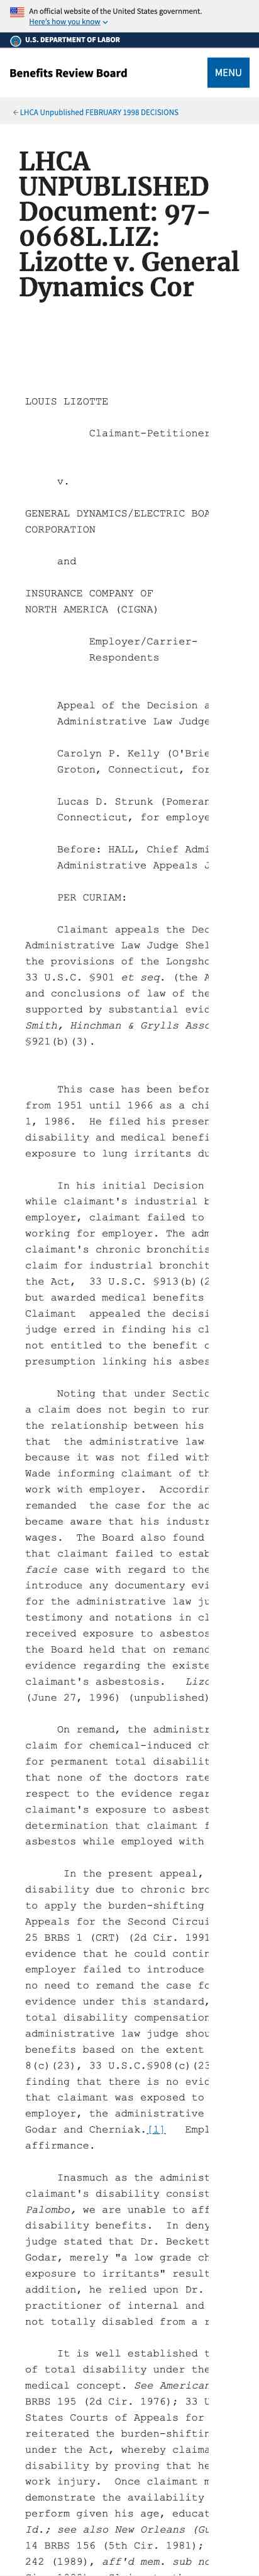 An official website of the United States government.
Here's how you know
U.S. DEPARTMENT OF LABOR
Benefits Review Board
MENU
← LHCA Unpublished FEBRUARY 1998 DECISIONS
LHCA
UNPUBLISHED
Document: 97-
0668L.LIZ:
Lizotte v. General
Dynamics Cor
LOUIS LIZOTTE
Claimant-Petitioner
v.
GENERAL DYNAMICS/ELECTRIC BOA
CORPORATION
and
INSURANCE COMPANY OF
NORTH AMERICA (CIGNA)
Employer/Carrier-
Respondents
Appeal of the Decision a
Administrative Law Judge
Carolyn P. Kelly (O'Brie
Groton, Connecticut, for
Lucas D. Strunk (Pomeran
Connecticut, for employe
Before: HALL, Chief Admi
Administrative Appeals J
PER CURIAM:
Claimant appeals the Dec
Administrative Law Judge Shel
the provisions of the Longsho
33 U.S.C. §901 et seq. (the A
and conclusions of law of the
supported by substantial evid
Smith, Hinchman & Grylls Asso
§921(b)(3).
This case has been befor
from 1951 until 1966 as a chi
1, 1986. He filed his presen
disability and medical benefi
exposure to lung irritants du
In his initial Decision
while claimant's industrial b
employer, claimant failed to
working for employer. The adm
claimant's chronic bronchitis
claim for industrial bronchit
the Act, 33 U.S.C. §913(b)(2
but awarded medical benefits
Claimant appealed the decisi
judge erred in finding his cl
not entitled to the benefit o
presumption linking his asbes
Noting that under Sectio
a claim does not begin to run
the relationship between his
that the administrative law
because it was not filed with
Wade informing claimant of th
work with employer. Accordin
remanded the case for the ad
became aware that his industr
wages. The Board also found
that claimant failed to estab
facie case with regard to the
introduce any documentary evi
for the administrative law ju
testimony and notations in cl
received exposure to asbestos
the Board held that on remand
evidence regarding the existe
claimant's asbestosis. Lizo
(June 27, 1996) (unpublished)
On remand, the administr
claim for chemical-induced ch
for permanent total disabilit
that none of the doctors rate
respect to the evidence regar
claimant's exposure to asbest
determination that claimant f
asbestos while employed with
In the present appeal,
disability due to chronic bro
to apply the burden-shifting
Appeals for the Second Circui
25 BRBS 1 (CRT) (2d Cir. 1991
evidence that he could contin
employer failed to introduce
no need to remand the case fo
evidence under this standard,
total disability compensation
administrative law judge shou
benefits based on the extent
8(c)(23), 33 U.S.C.§908(c)(23
finding that there is no evid
that claimant was exposed to
employer, the administrative
Godar and Cherniak.[1] Empl
affirmance.
Inasmuch as the administ
claimant's disability consist
Palombo, we are unable to aff
disability benefits. In deny
judge stated that Dr. Beckett
Godar, merely "a low grade ch
exposure to irritants" result
addition, he relied upon Dr.
practitioner of internal and
not totally disabled from a r
It is well established t
of total disability under the
medical concept. See American
BRBS 195 (2d Cir. 1976); 33 U
States Courts of Appeals for
reiterated the burden-shiftin
under the Act, whereby claima
disability by proving that he
work injury. Once claimant m
demonstrate the availability
perform given his age, educat
Id.; see also New Orleans (Gu
14 BRBS 156 (5th Cir. 1981);
242 (1989), aff'd mem. sub no